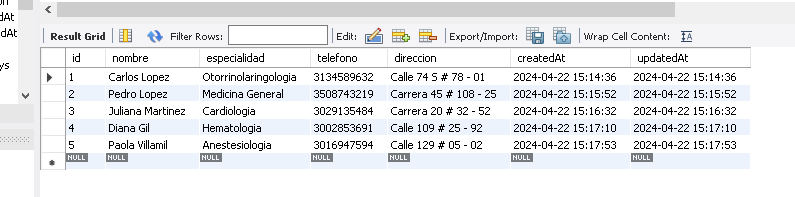 on
dAt
dAt
ys
Result Grid Filter Rows: Edit: Export/Import: Wrap Cell Content:
id nombre especialidad telefono direccion createdAt updatedAt
1 Carlos Lopez Otorrinolaringologia 3134589632 Calle 74 S # 78 - 01 2024-04-22 15:14:36 2024-04-22 15:14:36
2 Pedro Lopez Medicina General 3508743219 Carrera 45 # 108 - 25 2024-04-22 15:15:52 2024-04-22 15:15:52
3 Juliana Martinez Cardiologia 3029135484 Carrera 20 # 32 - 52 2024-04-22 15:16:32 2024-04-22 15:16:32
4 Diana Gil Hematologia 3002853691 Calle 109 # 25 - 92 2024-04-22 15:17:10 2024-04-22 15:17:10
5 Paola Villamil Anestesiologia 3016947594 Calle 129 # 05 - 02 2024-04-22 15:17:53 2024-04-22 15:17:53
NULL NULL NULL NULL NULL NULL NULL